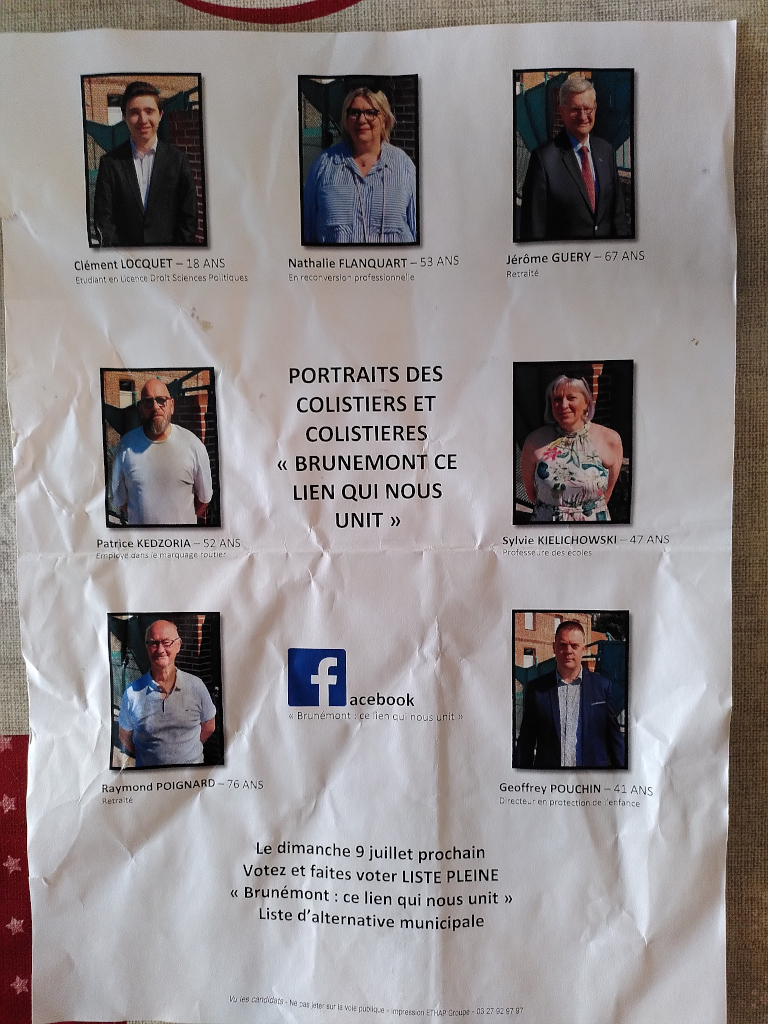 Clément LOCQUET – 18 ANS
Etudiant en Licence Droit Sciences Politiques
Nathalie FLANQUART – 53 ANS
En reconversion professionnelle
Jérôme GUERY – 67 ANS
Retraité
PORTRAITS DES
COLISTIERS ET
COLISTIERES
« BRUNEMONT CE
LIEN QUI NOUS
UNIT »
Patrice KEDZORIA – 52 ANS
Employé dans le marquage routier
Sylvie KIELICHOWSKI – 47 ANS
Professeure des écoles
facebook
« Brunémont : ce lien qui nous unit »
Raymond POIGNARD – 76 ANS
Retraité
Geoffrey POUCHIN – 41 ANS
Directeur en protection de l'enfance
Le dimanche 9 juillet prochain
Votez et faites voter LISTE PLEINE
« Brunémont : ce lien qui nous unit »
Liste d'alternative municipale
Vu les candidats - Ne pas jeter sur la voie publique - Impression ETHAP Groupe - 03 27 92 97 97